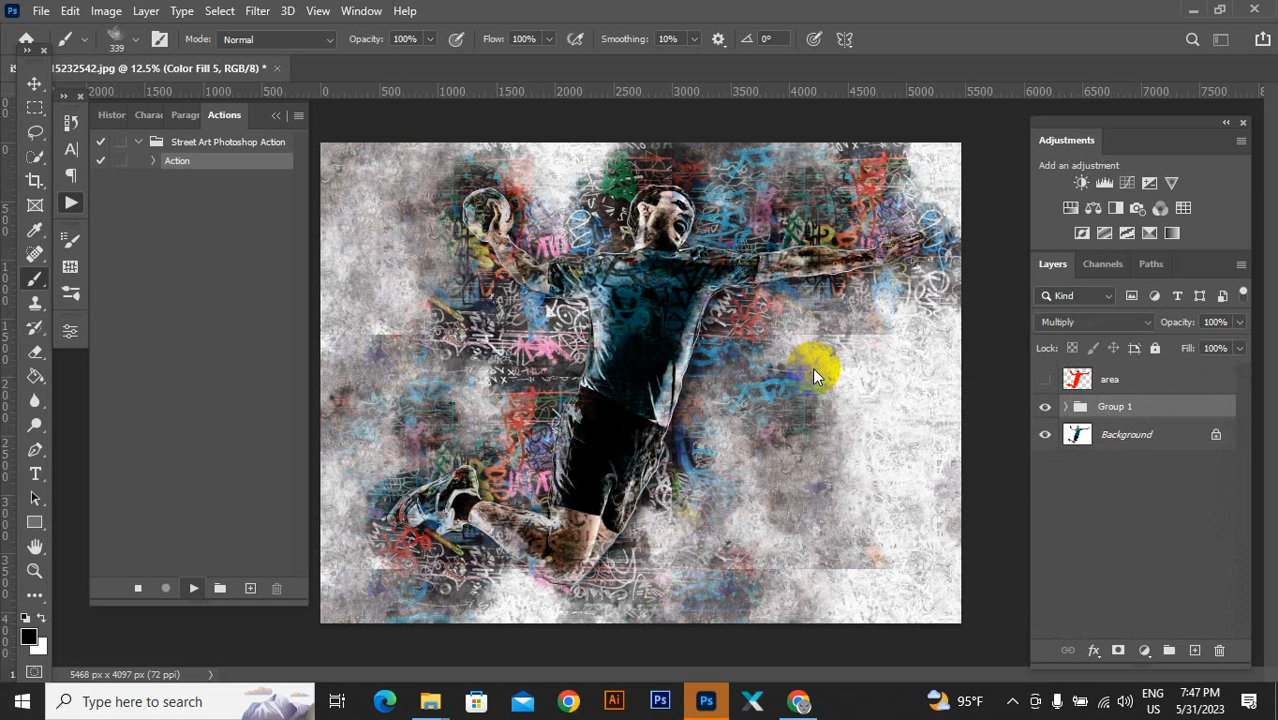 Ps File Edit Image Layer Type Select Filter 3D View Window Help
339 Mode: Normal Opacity: 100% Flow: 100% Smoothing: 10% 0°
15232542.jpg @ 12.5% (Color Fill 5, RGB/8) * ×
2000 1500 1000 500 0 500 1000 1500 2000 2500 3000 3500 4000 4500 5000 5500 6000 6500 7000 7500
Histor Charac Paragr Actions
Street Art Photoshop Action
Action
Adjustments
Add an adjustment
Layers Channels Paths
Kind
Multiply Opacity: 100%
Lock: Fill: 100%
area
Group 1
Background
5468 px x 4097 px (72 ppi)
Type here to search Ai Ps Ps 95°F ENG 7:47 PM
US 5/31/2023